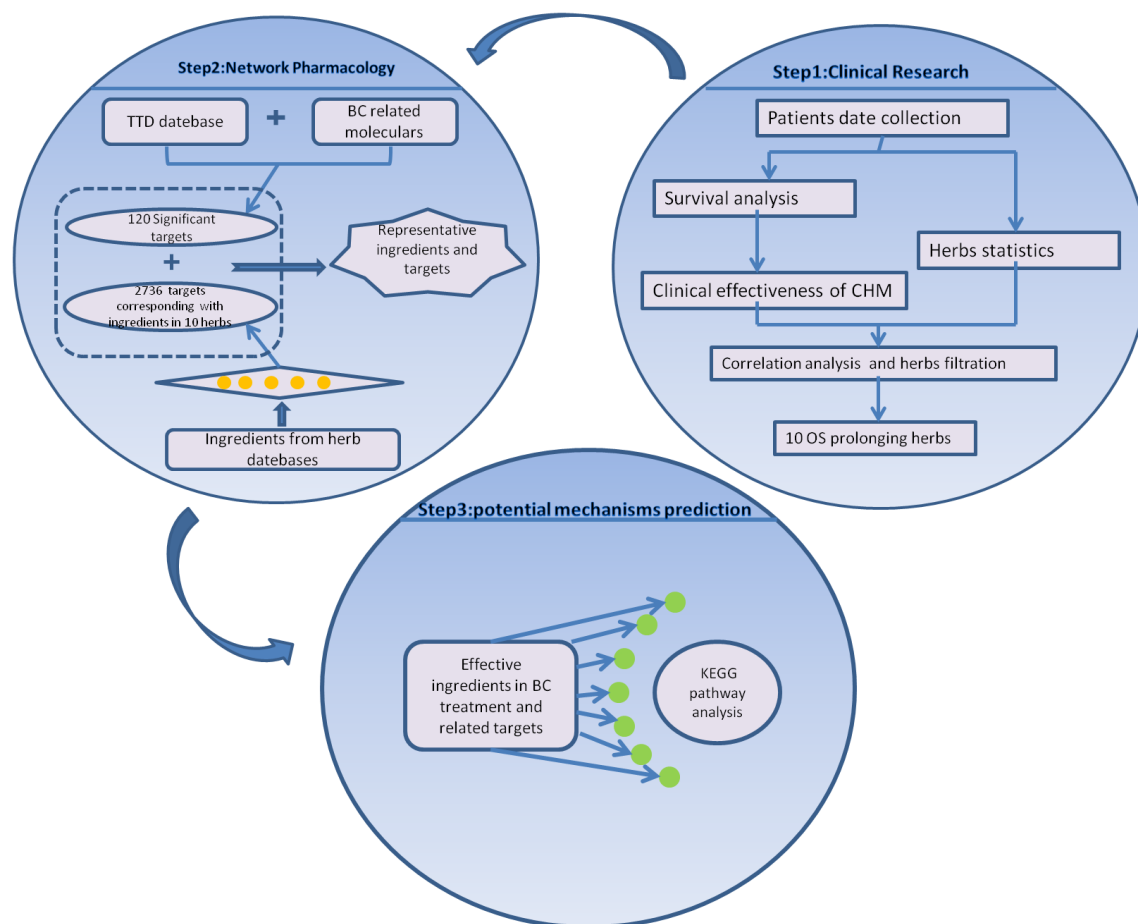 Step2:Network Pharmacology
TTD datebase
+
BC related
moleculars
120 Significant
targets
+
2736 targets
corresponding with
ingredients in 10 herbs
Representative
ingredients and
targets
Ingredients from herb
datebases
Step1:Clinical Research
Patients date collection
Survival analysis
Herbs statistics
Clinical effectiveness of CHM
Correlation analysis and herbs filtration
10 OS prolonging herbs
Step3:potential mechanisms prediction
Effective
ingredients in BC
treatment and
related targets
KEGG
pathway
analysis